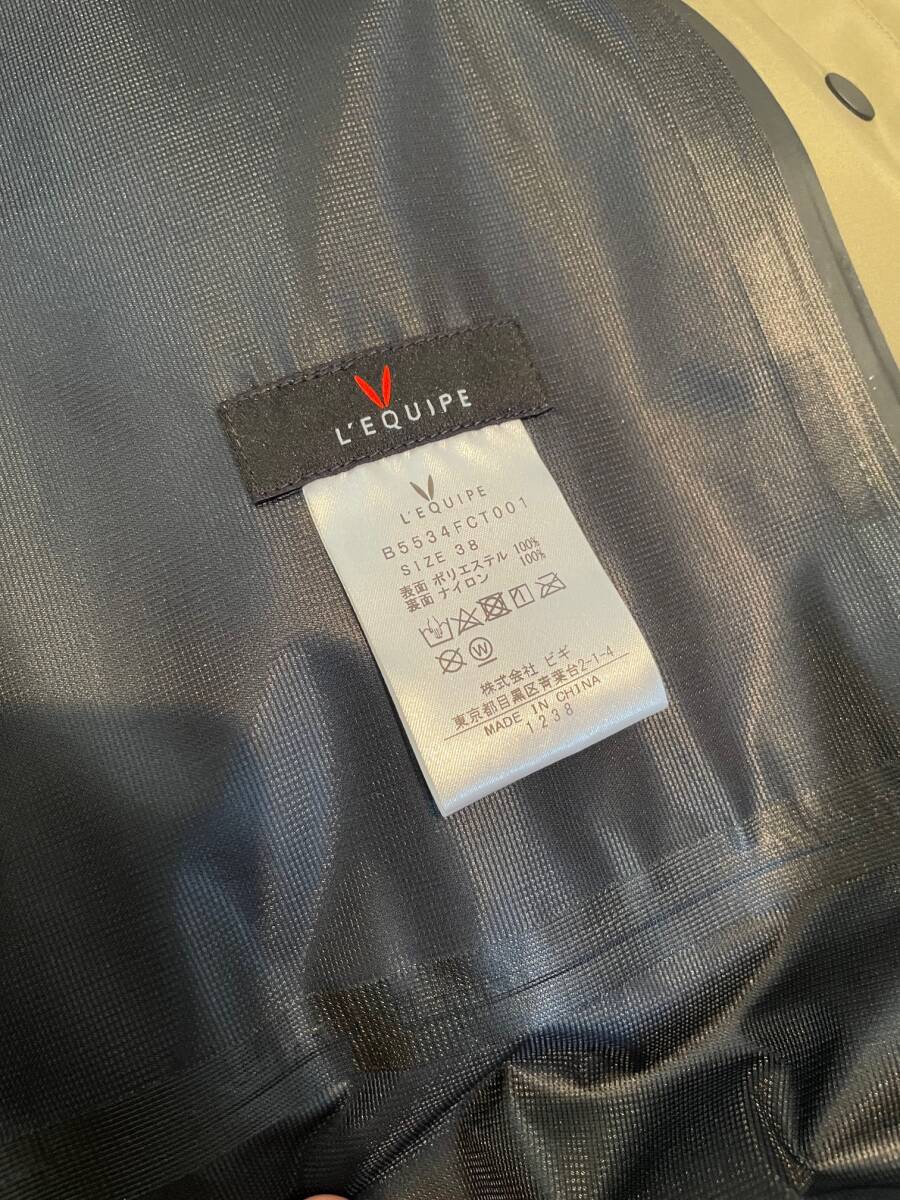 L'EQUIPE
L'EQUIPE
B5534FCT001
SIZE 38
表面 ポリエステル 100%
裏面 ナイロン 100%
W
株式会社 ビギ
東京都目黒区青葉台2-1-4
MADE IN CHINA
1238